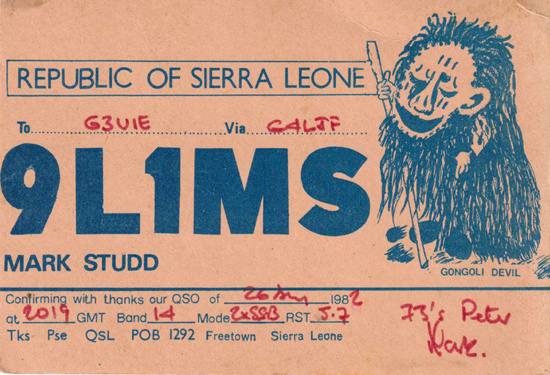 REPUBLIC OF SIERRA LEONE
To G3VIE Via G4LJF
9L1MS
MARK STUDD
GONGOLI DEVIL
Confirming with thanks our QSO of 26 1982
at 2019 GMT Band 14 Mode 2xSSB RST 5.7
Tks Pse QSL POB 1292 Freetown Sierra Leone
73's Peter
Mark.